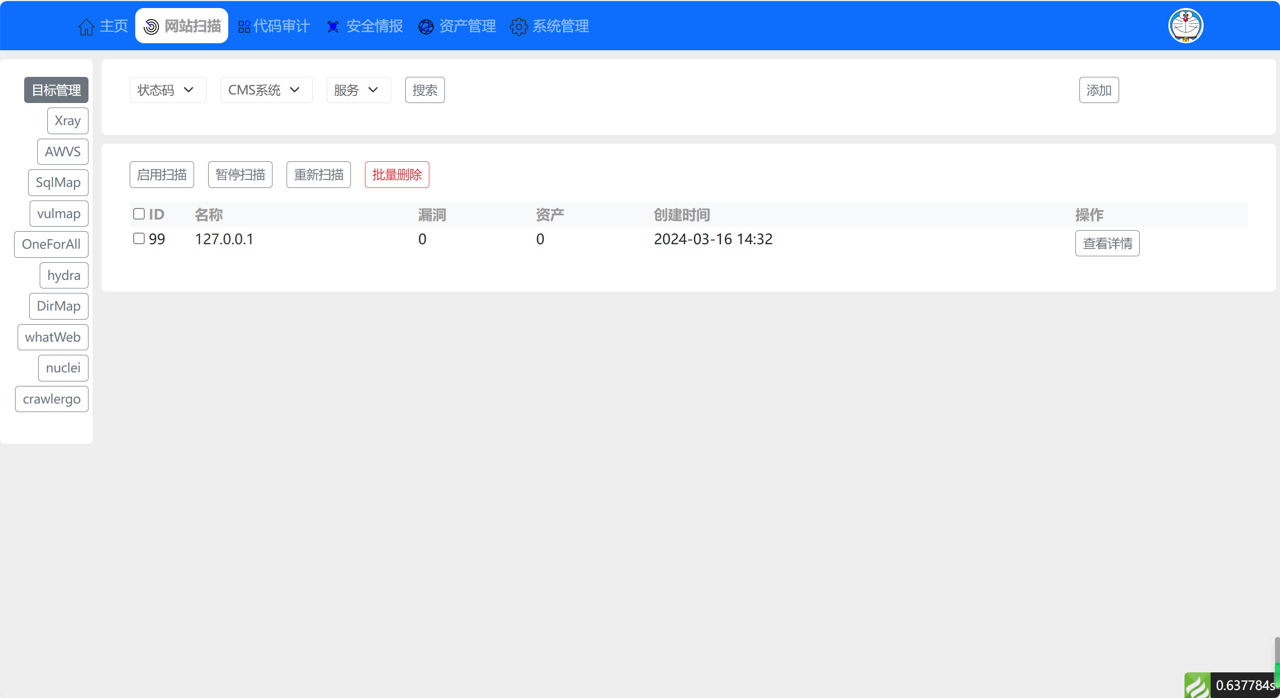 主页 网站扫描 代码审计 安全情报 资产管理 系统管理
目标管理
Xray
AWVS
SqlMap
vulmap
OneForAll
hydra
DirMap
whatWeb
nuclei
crawlergo
状态码 CMS系统 服务 搜索 添加
启用扫描 暂停扫描 重新扫描 批量删除
ID 名称 漏洞 资产 创建时间 操作
99 127.0.0.1 0 0 2024-03-16 14:32 查看详情
0.637784s